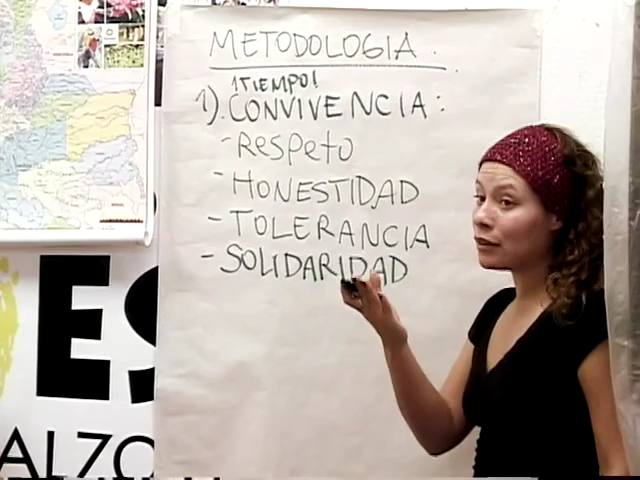 METODOLOGIA.
¡TIEMPO!
1). CONVIVENCIA:
- Respeto
- HONESTIDAD
- TOLERANCIA
- SOLIDARIDAD
ES
ALZO